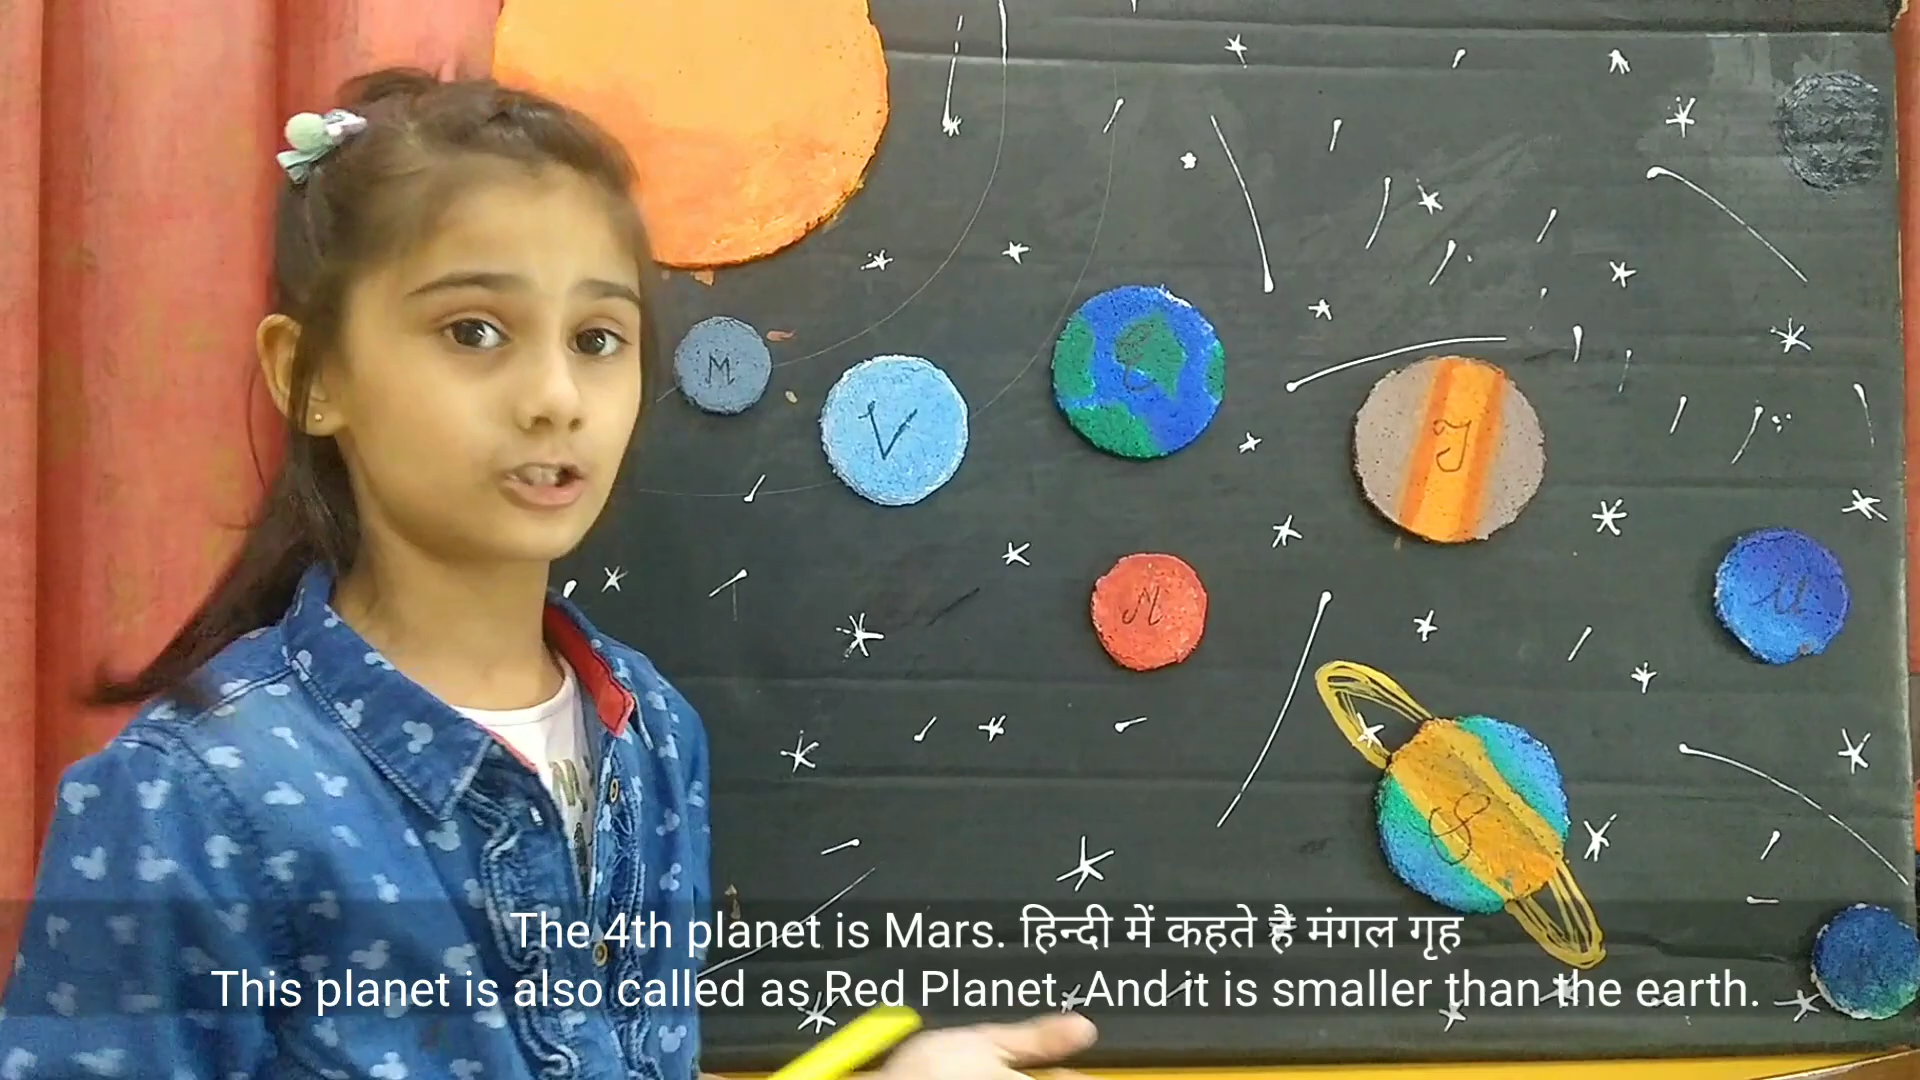 M
V
E
J
M
U
S
The 4th planet is Mars. हिन्दी में कहते है मंगल गृह
This planet is also called as Red Planet. And it is smaller than the earth.